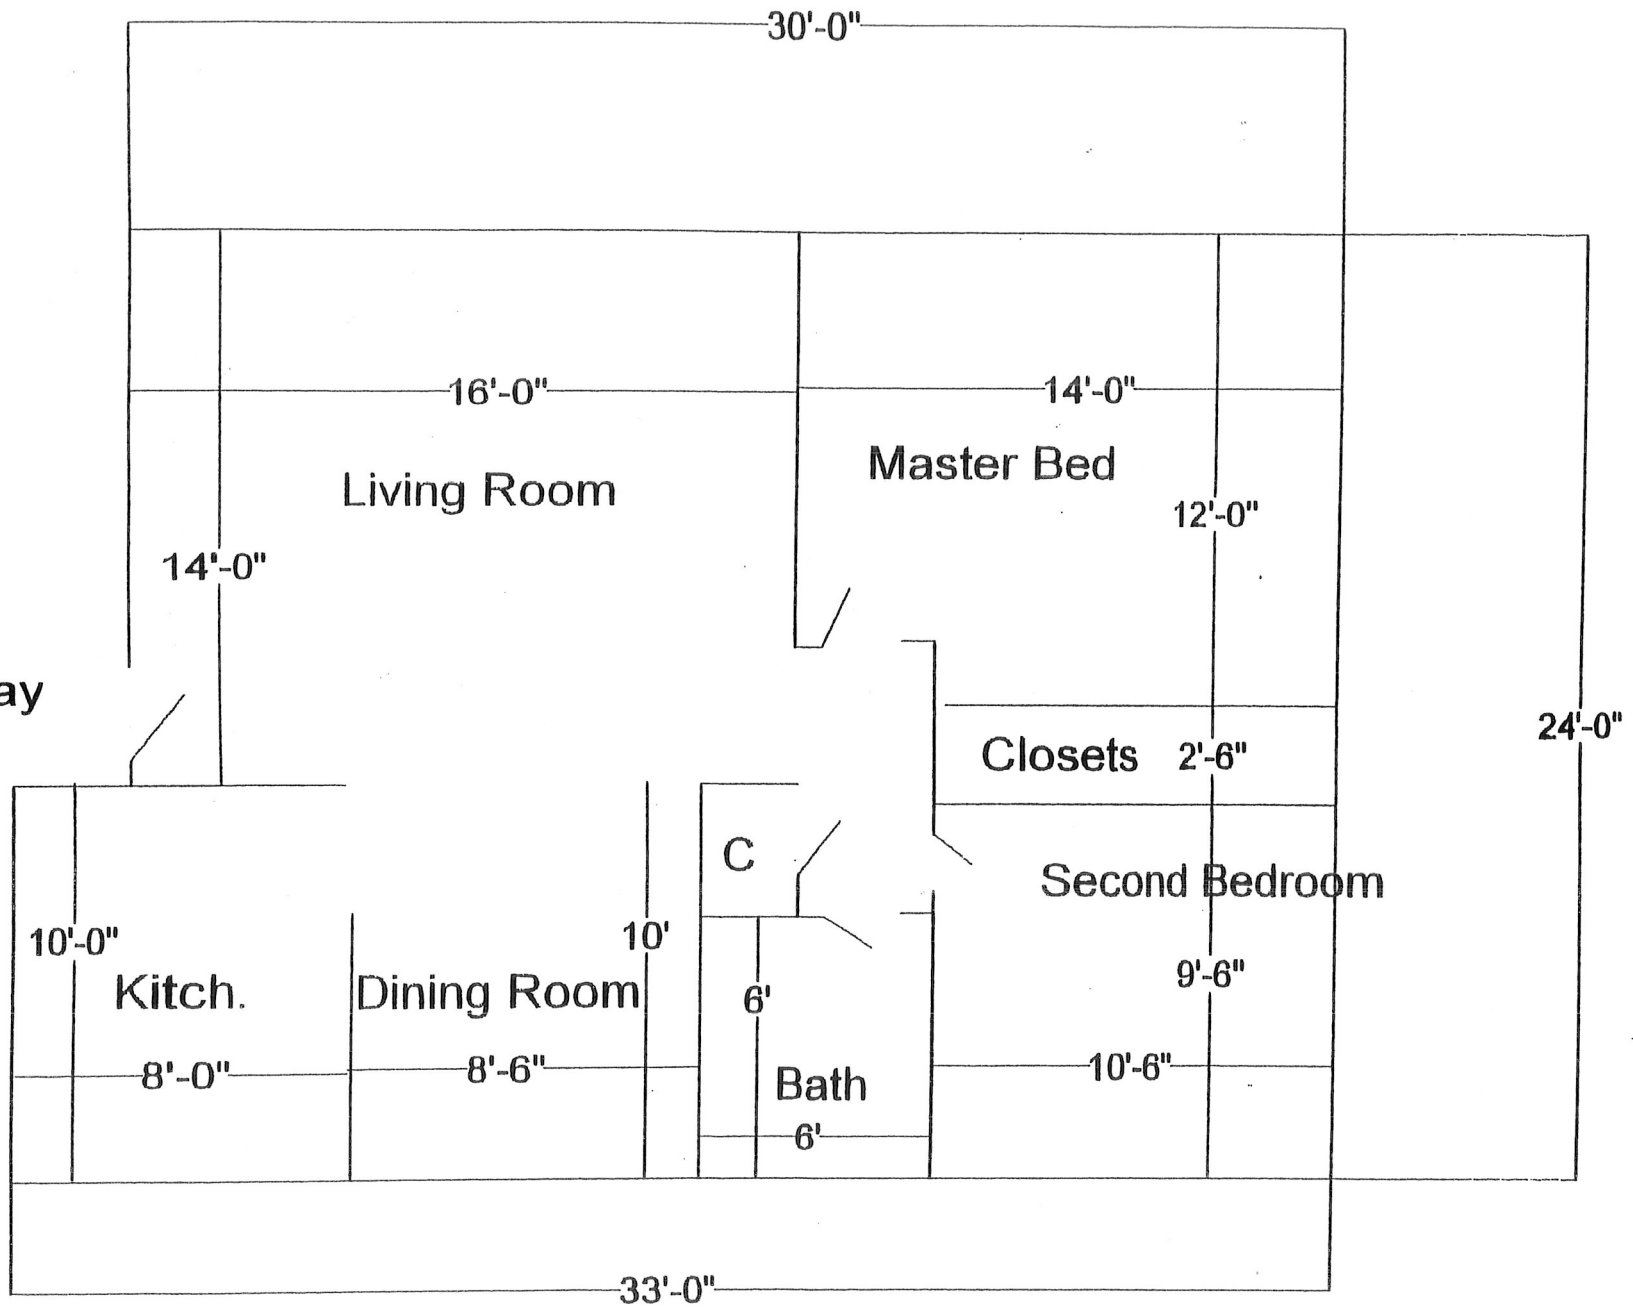 30'-0"
16'-0"
14'-0"
Master Bed
Living Room
12'-0"
14'-0"
ay
24'-0"
Closets
2'-6"
C
Second Bedroom
10'-0"
10'
9'-6"
Kitch.
Dining Room
6'
8'-0"
8'-6"
10'-6"
Bath
6'
33'-0"